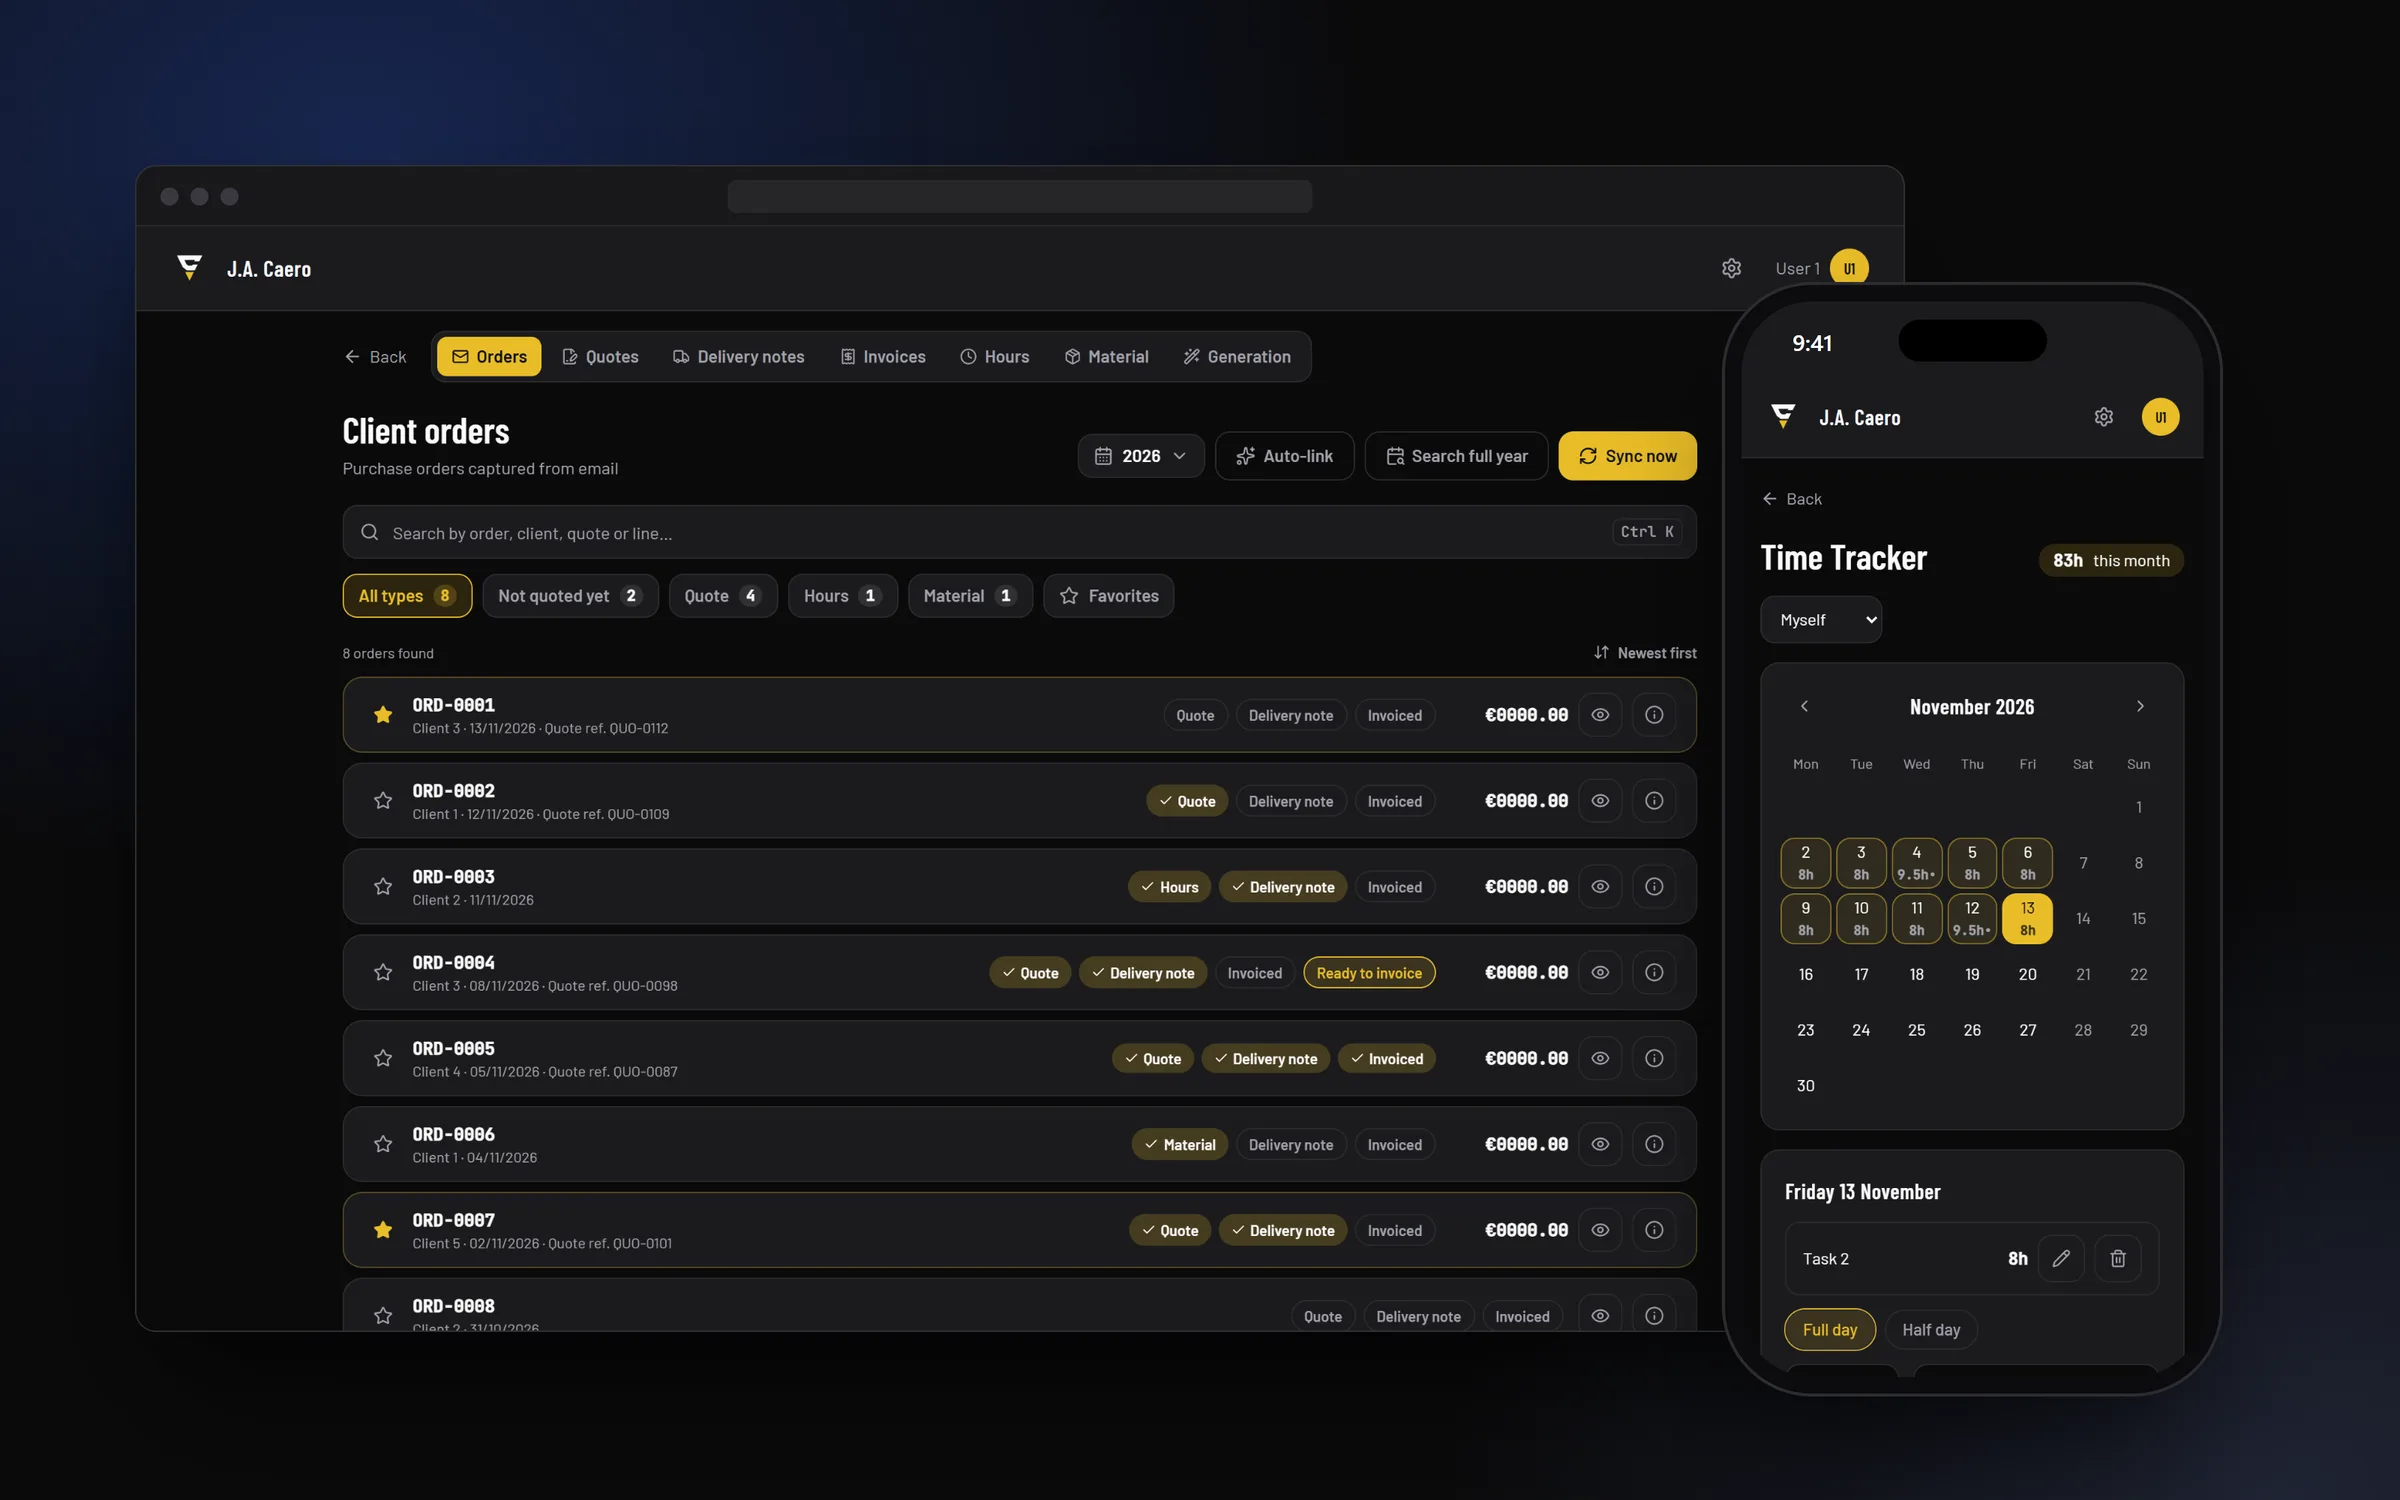 J.A. Caero
User 1
U1
Back
Orders
Quotes
Delivery notes
Invoices
Hours
Material
Generation
Client orders
Purchase orders captured from email
2026
Auto-link
Search full year
Sync now
Search by order, client, quote or line...
Ctrl K
All types 8
Not quoted yet 2
Quote 4
Hours 1
Material 1
Favorites
8 orders found
Newest first
ORD-0001
Client 3 · 13/11/2026 · Quote ref. QUO-0112
Quote Delivery note Invoiced €0000.00
ORD-0002
Client 1 · 12/11/2026 · Quote ref. QUO-0109
Quote Delivery note Invoiced €0000.00
ORD-0003
Client 2 · 11/11/2026
Hours Delivery note Invoiced €0000.00
ORD-0004
Client 3 · 08/11/2026 · Quote ref. QUO-0098
Quote Delivery note Invoiced Ready to invoice €0000.00
ORD-0005
Client 4 · 05/11/2026 · Quote ref. QUO-0087
Quote Delivery note Invoiced €0000.00
ORD-0006
Client 1 · 04/11/2026
Material Delivery note Invoiced €0000.00
ORD-0007
Client 5 · 02/11/2026 · Quote ref. QUO-0101
Quote Delivery note Invoiced €0000.00
ORD-0008
Client 2 · 31/10/2026
Quote Delivery note Invoiced
9:41
J.A. Caero
U1
Back
Time Tracker
83h this month
Myself
November 2026
Mon Tue Wed Thu Fri Sat Sun
1
2 3 4 5 6 7 8
8h 8h 9.5h• 8h 8h
9 10 11 12 13 14 15
8h 8h 8h 9.5h• 8h
16 17 18 19 20 21 22
23 24 25 26 27 28 29
30
Friday 13 November
Task 2 8h
Full day Half day